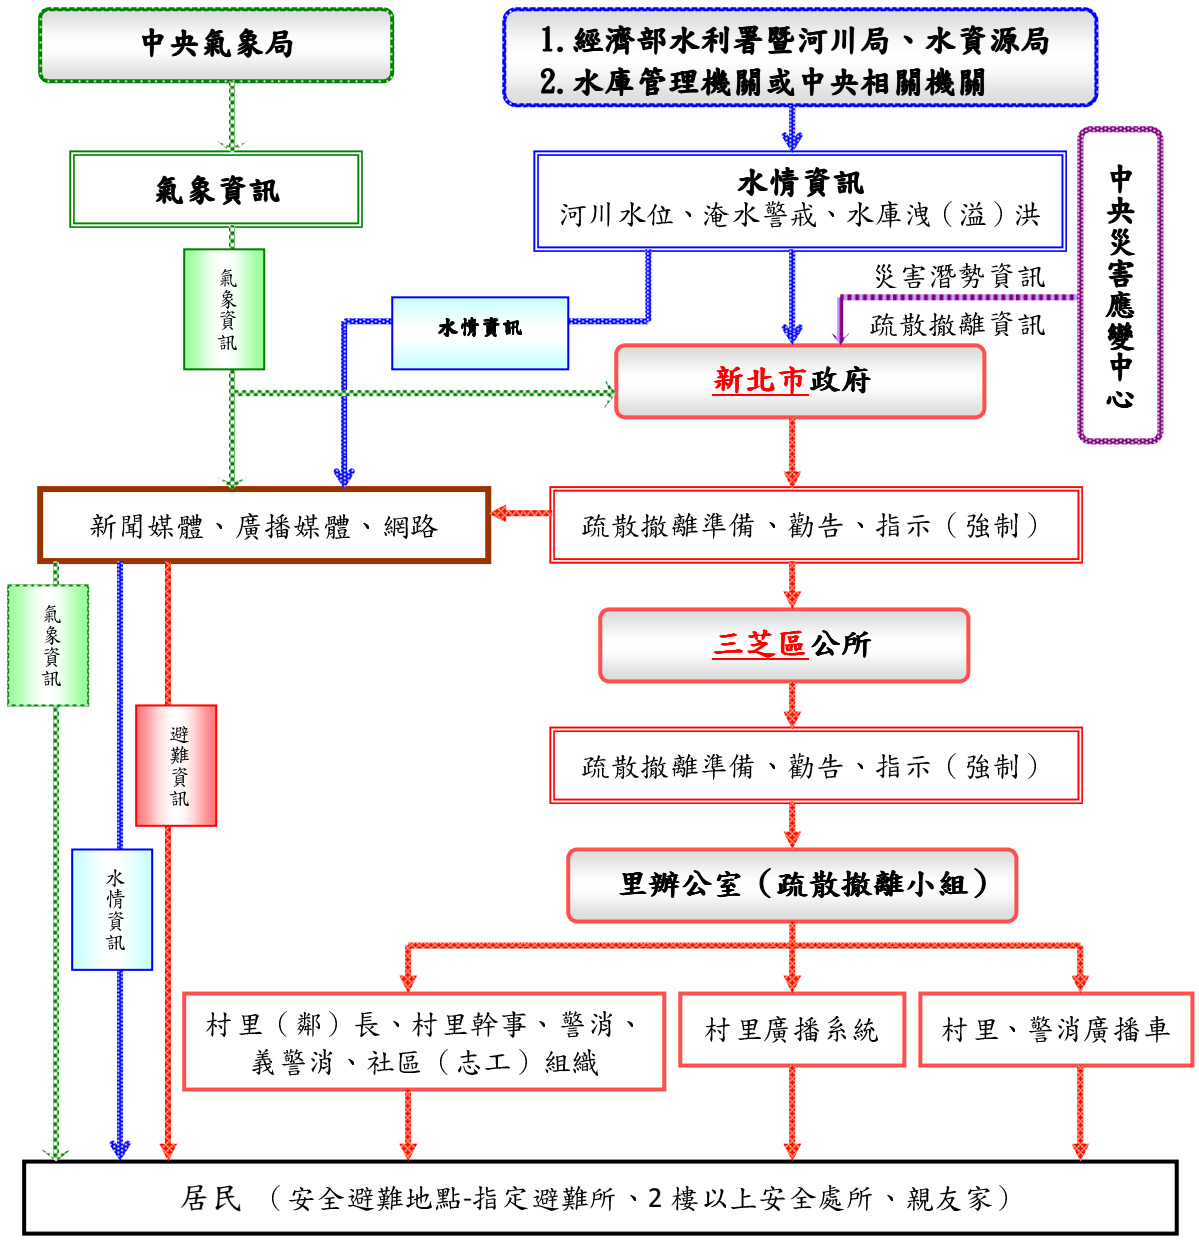 中央氣象局
1.經濟部水利署暨河川局、水資源局
2.水庫管理機關或中央相關機關
氣象資訊
水情資訊
河川水位、淹水警戒、水庫洩（溢）洪
中央災害應變中心
氣象資訊
水情資訊
災害潛勢資訊
疏散撤離資訊
新北市政府
新聞媒體、廣播媒體、網路
疏散撤離準備、勸告、指示（強制）
氣象資訊
三芝區公所
避難資訊
疏散撤離準備、勸告、指示（強制）
水情資訊
里辦公室（疏散撤離小組）
村里（鄰）長、村里幹事、警消、
義警消、社區（志工）組織
村里廣播系統
村里、警消廣播車
居民 （安全避難地點-指定避難所、2 樓以上安全處所、親友家）